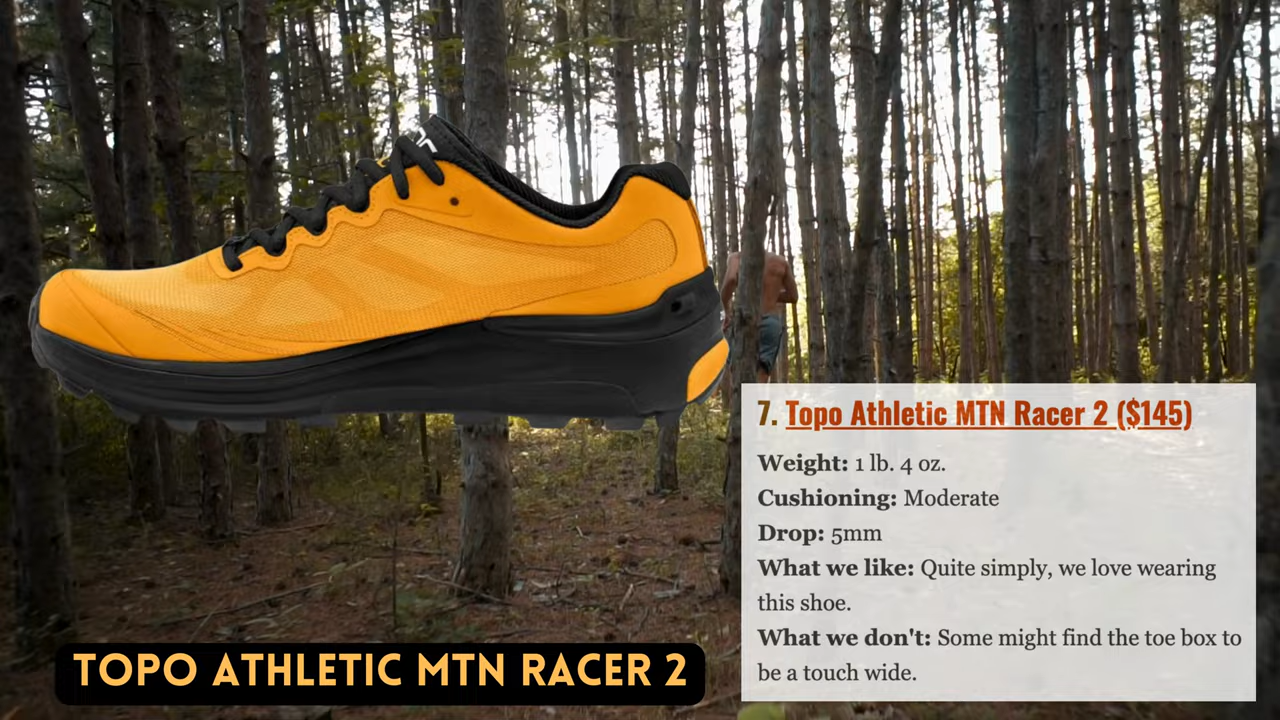 7. Topo Athletic MTN Racer 2 ($145)
Weight: 1 lb. 4 oz.
Cushioning: Moderate
Drop: 5mm
What we like: Quite simply, we love wearing
this shoe.
What we don't: Some might find the toe box to
be a touch wide.
TOPO ATHLETIC MTN RACER 2